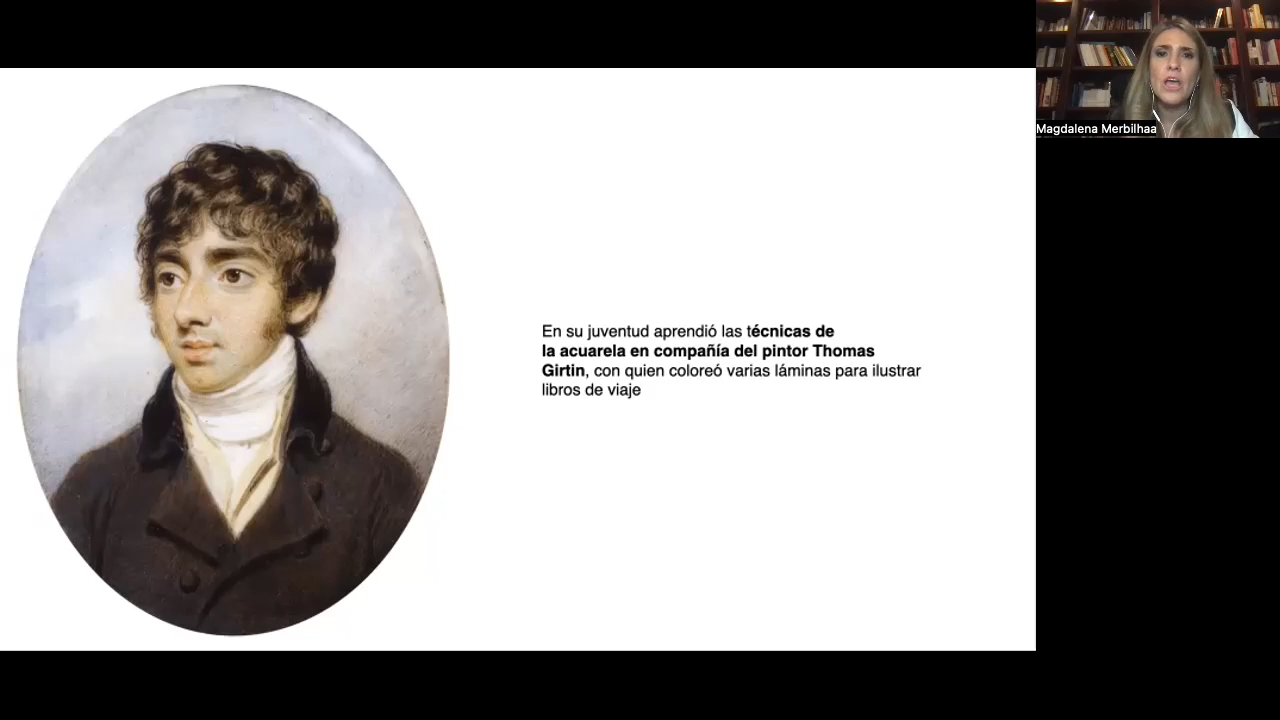 Magdalena Merbilhaa
En su juventud aprendió las técnicas de
la acuarela en compañía del pintor Thomas
Girtin, con quien coloreó varias láminas para ilustrar
libros de viaje